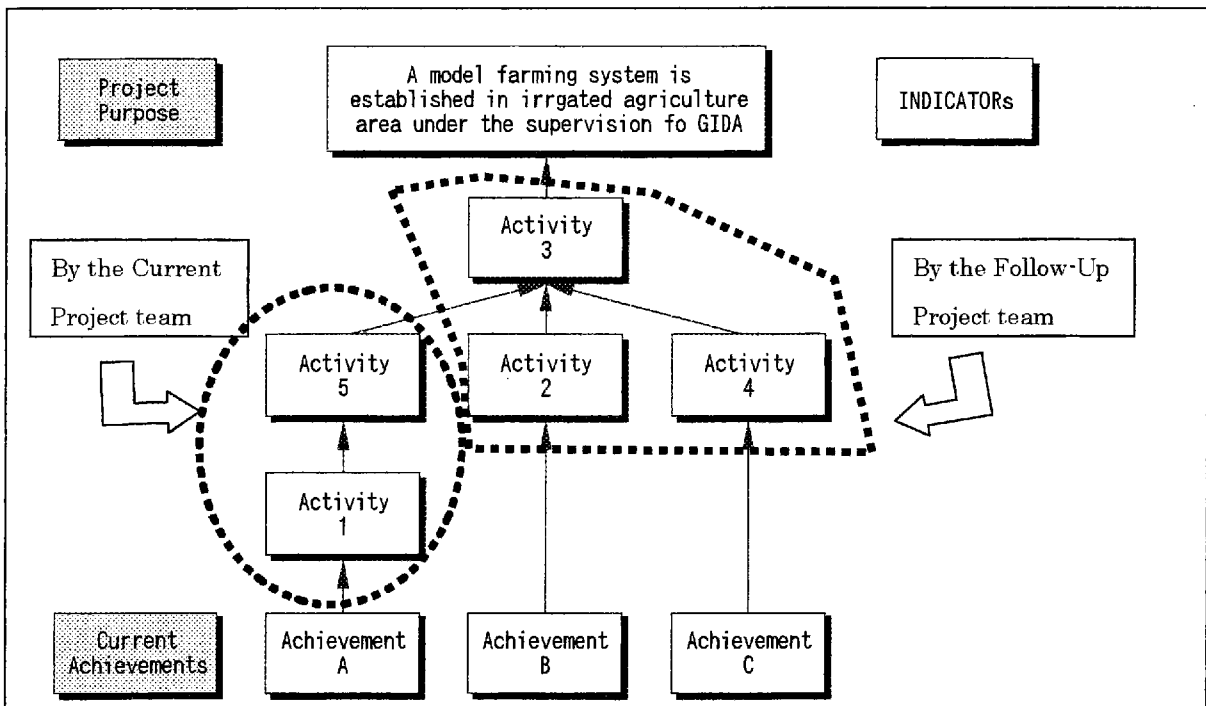 Project
Purpose
A model farming system is
established in irrgated agriculture
area under the supervision fo GIDA
INDICATORs
Activity
3
By the Current
Project team
By the Follow-Up
Project team
Activity
5
Activity
2
Activity
4
Activity
1
Current
Achievements
Achievement
A
Achievement
B
Achievement
C